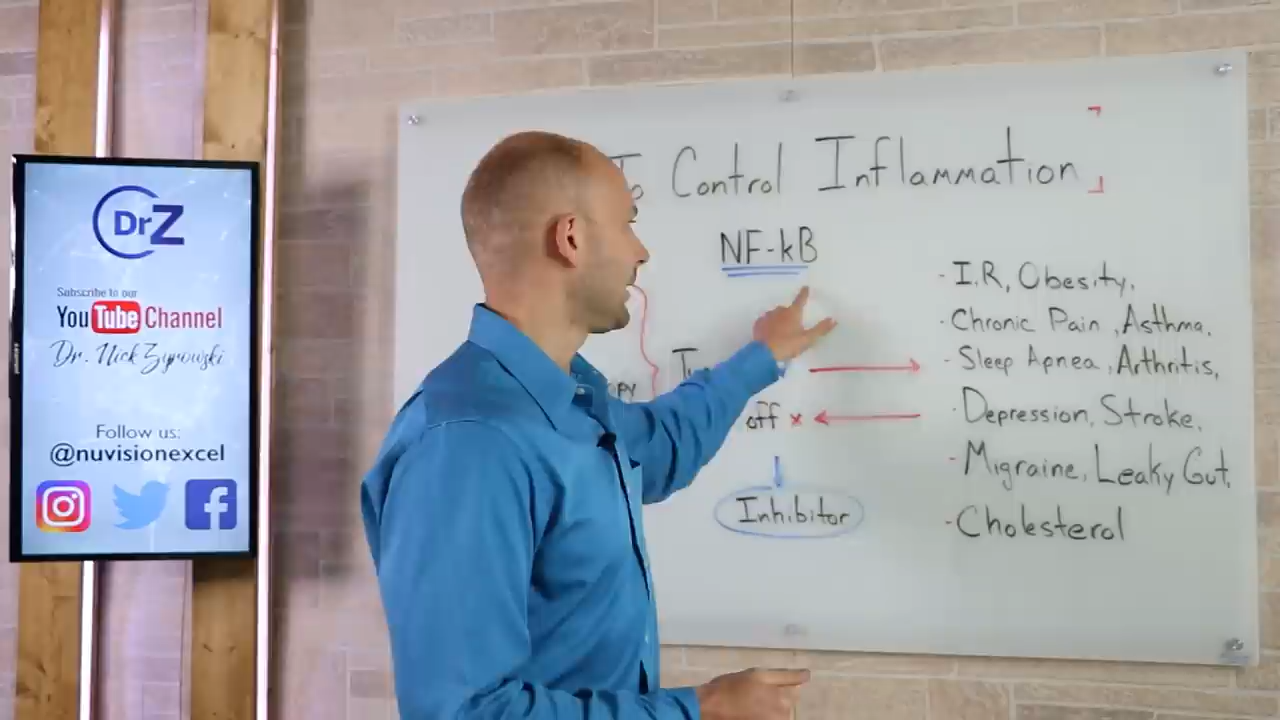 DrZ
Subscribe to our
YouTube Channel
Dr. Nick Zyrowski
Follow us:
@nuvisionexcel
To Control Inflammation
NF-kB
off x
Inhibitor
- I.R, Obesity,
- Chronic Pain, Asthma,
- Sleep Apnea, Arthritis,
- Depression, Stroke,
- Migraine, Leaky Gut,
- Cholesterol